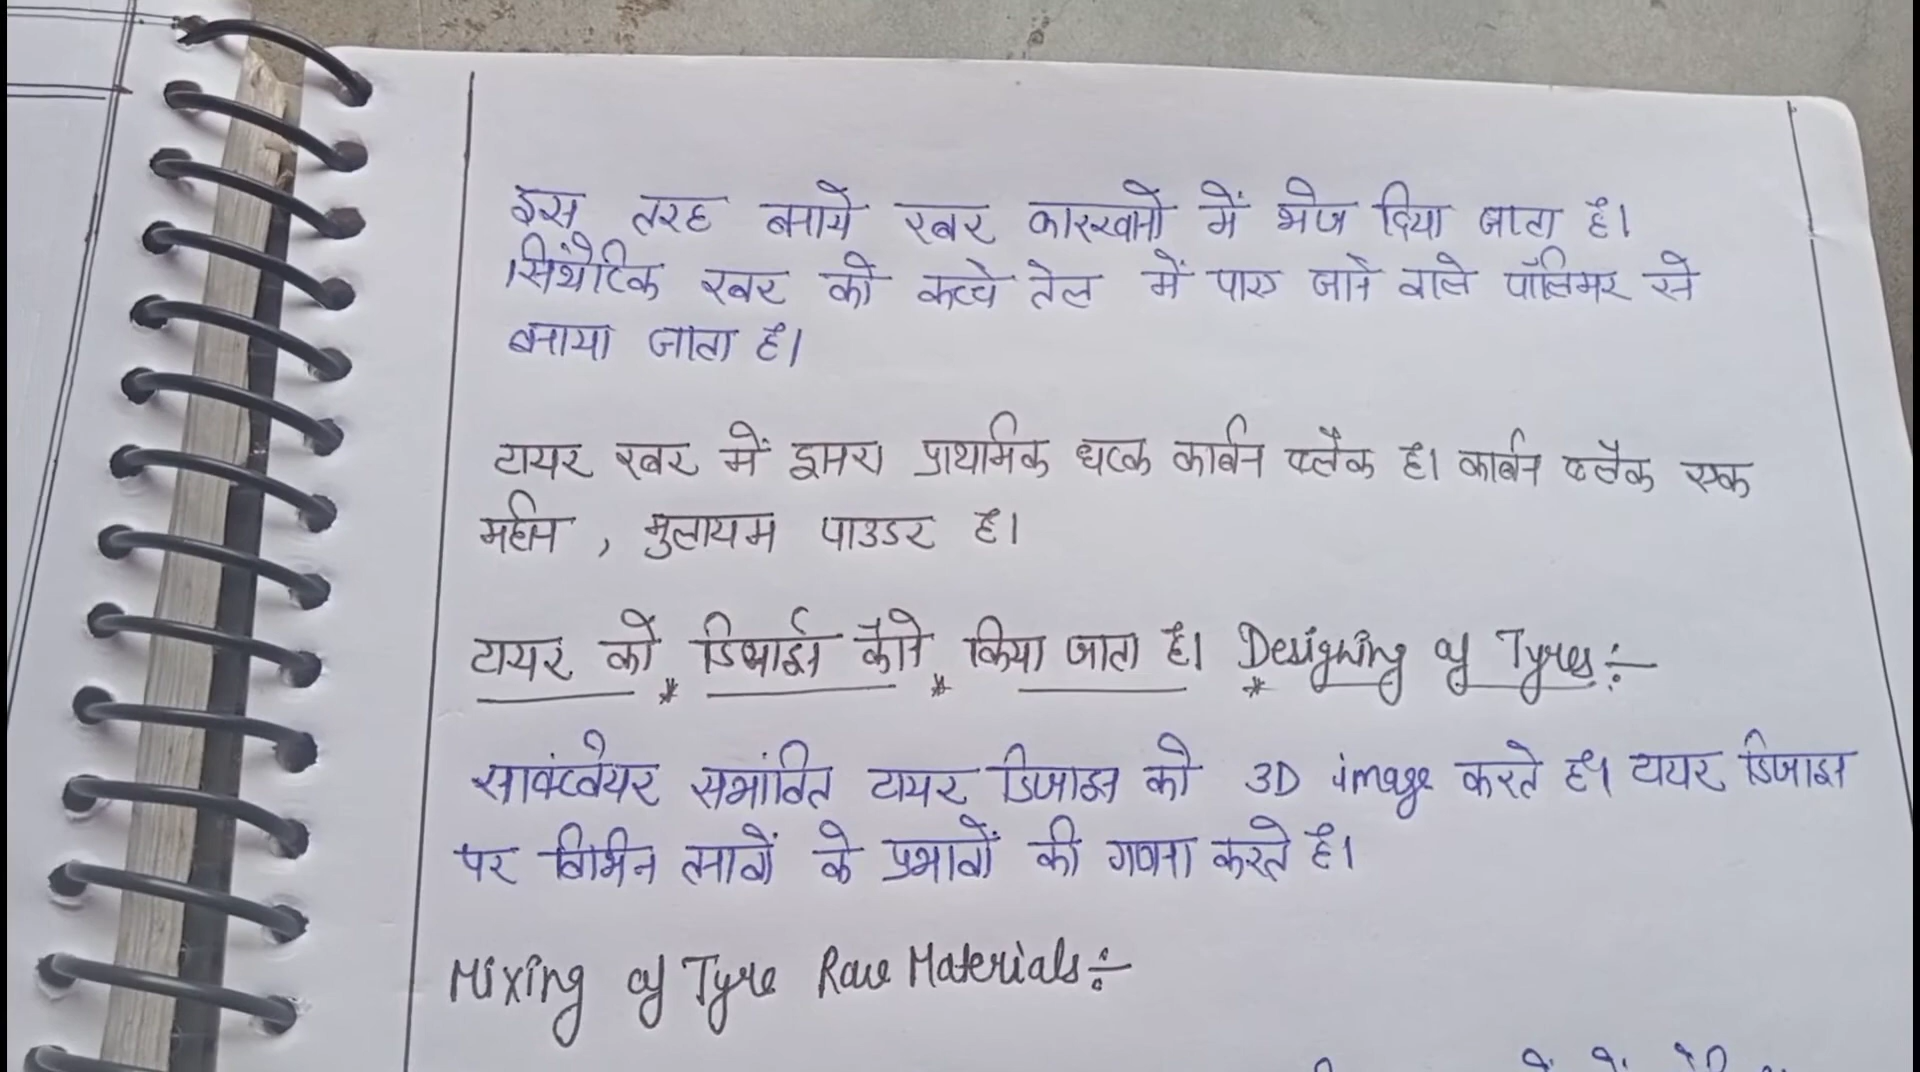 इस तरह बनाये रबर कारखानो में भेज दिया जाता है।
सिंथेटिक रबर को कच्चे तेल में पाए जाने वाले पॉलिमर से
बनाया जाता है।
टायर रबर में दूसरा प्राथमिक घटक कार्बन ब्लैक है। कार्बन ब्लैक एक
महीन , मुलायम पाउडर है।
टायर को डिजाईन कैसे किया जाता है। Designing of Tyres :-
साफ्टवेयर संभावित टायर डिजाइन को 3D image करते है। टायर डिजाइन
पर विभिन के प्रभावों की गणना करते है।
Mixing of Tyre Raw Materials :-